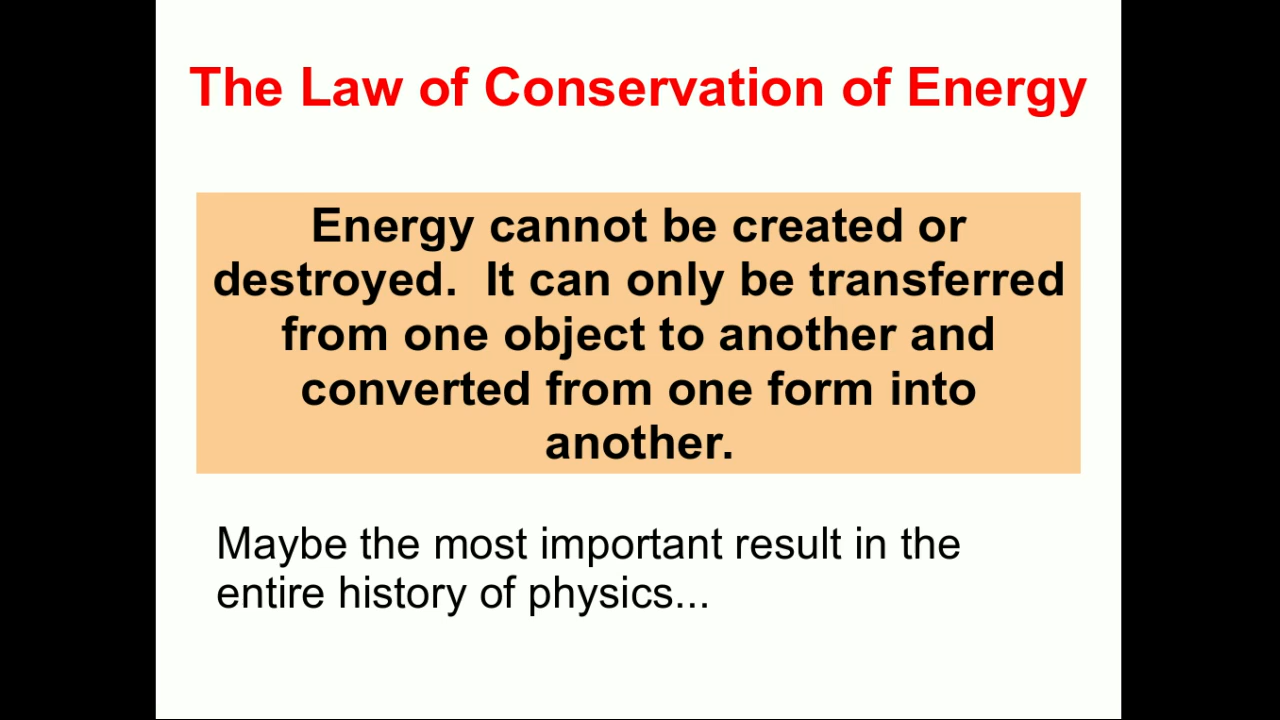 The Law of Conservation of Energy
Energy cannot be created or
destroyed.  It can only be transferred
from one object to another and
converted from one form into
another.
Maybe the most important result in the
entire history of physics...